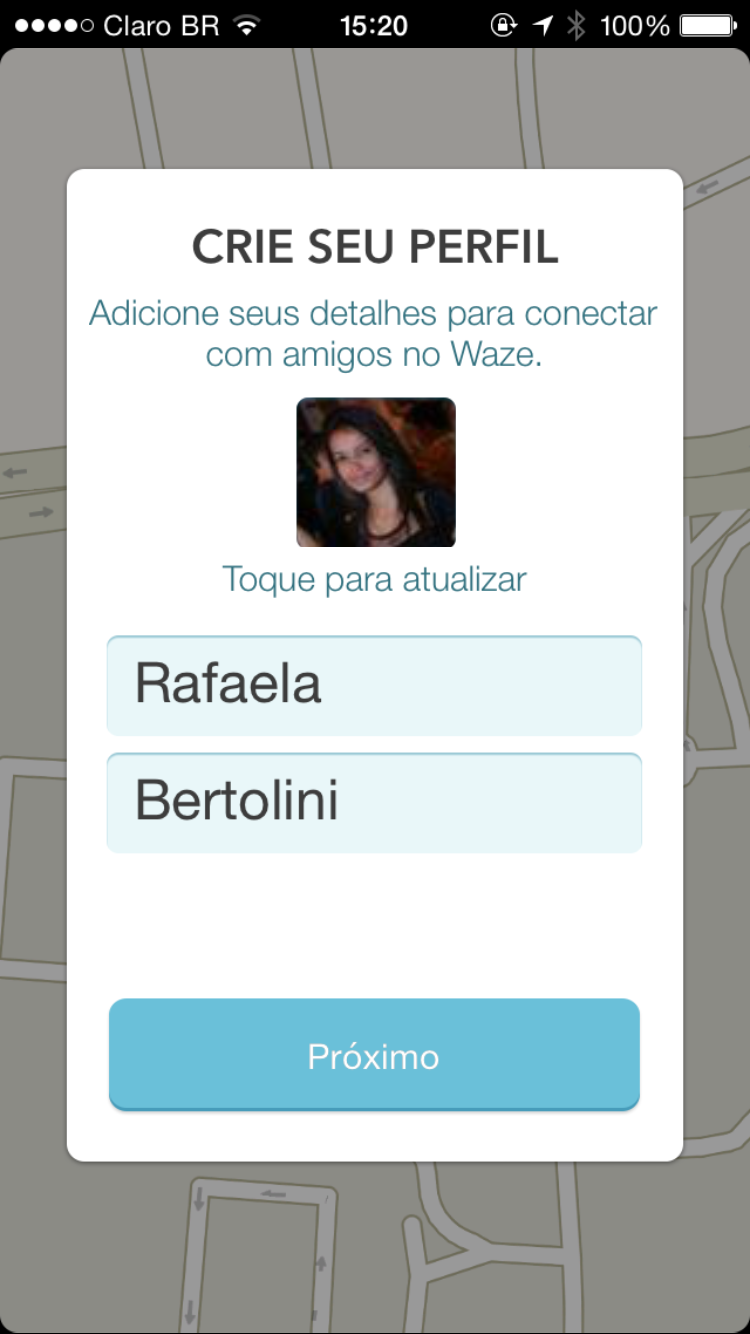 Claro BR 15:20 100%
CRIE SEU PERFIL
Adicione seus detalhes para conectar
com amigos no Waze.
Toque para atualizar
Rafaela
Bertolini
Próximo